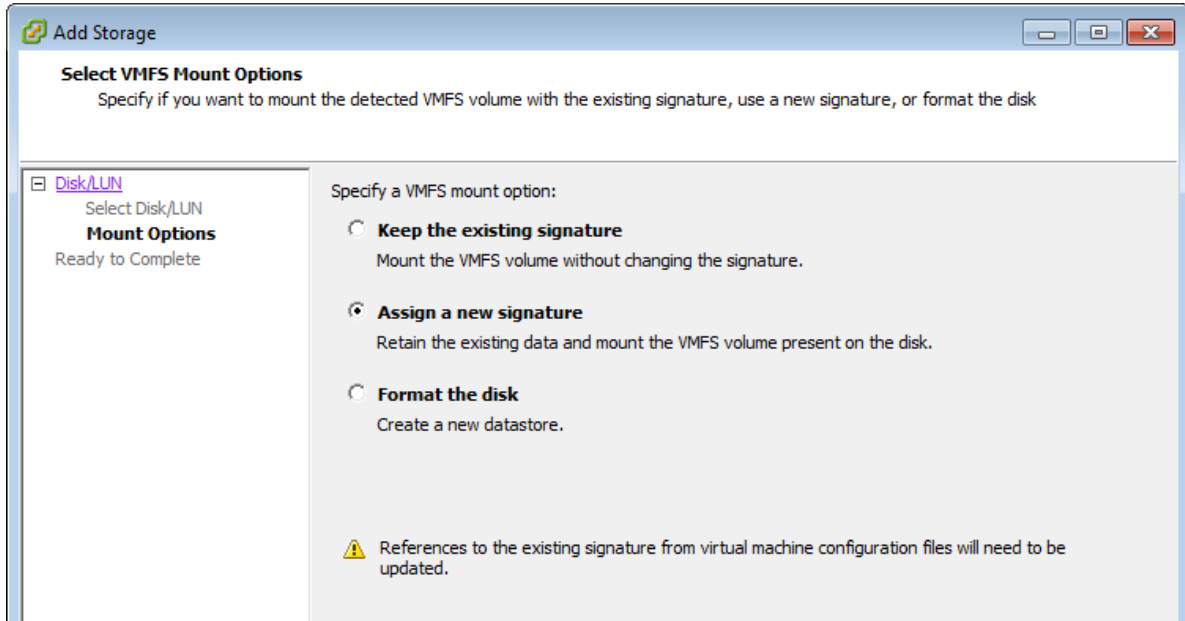 Add Storage
Select VMFS Mount Options
Specify if you want to mount the detected VMFS volume with the existing signature, use a new signature, or format the disk
Disk/LUN
Select Disk/LUN
Mount Options
Ready to Complete
Specify a VMFS mount option:
Keep the existing signature
Mount the VMFS volume without changing the signature.
Assign a new signature
Retain the existing data and mount the VMFS volume present on the disk.
Format the disk
Create a new datastore.
References to the existing signature from virtual machine configuration files will need to be
updated.